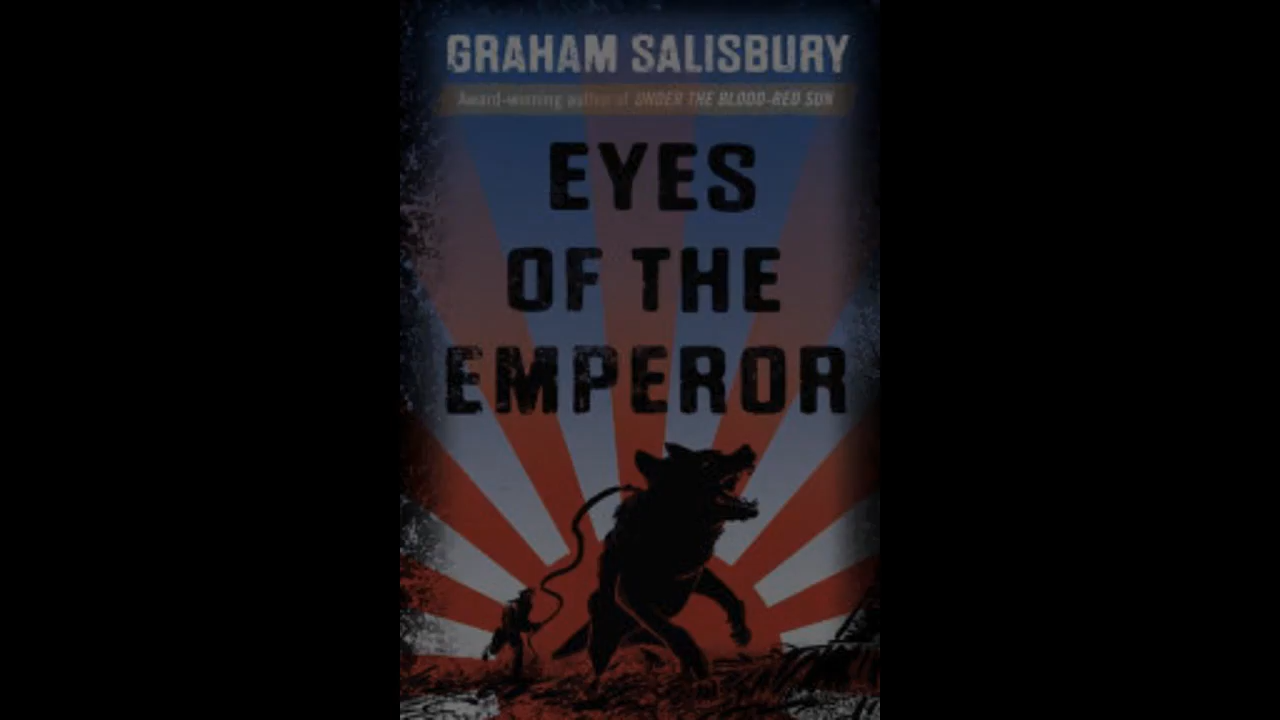 GRAHAM SALISBURY
Award-winning author of UNDER THE BLOOD-RED SUN
EYES
OF THE
EMPEROR